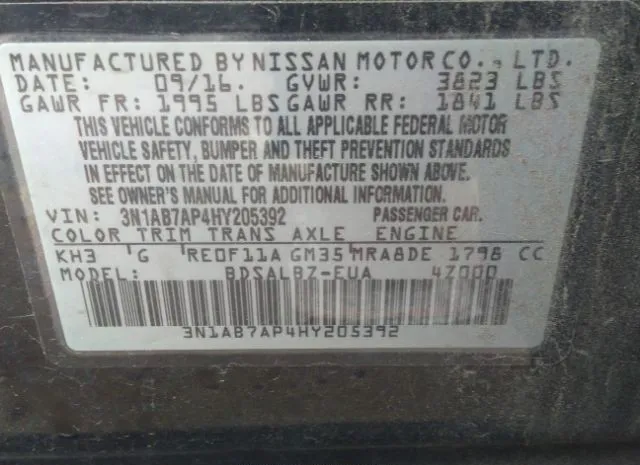 MANUFACTURED BY NISSAN MOTOR CO., LTD.
DATE: 09/16. GVWR: 3823 LBS
GAWR FR: 1995 LBS GAWR RR: 1841 LBS
THIS VEHICLE CONFORMS TO ALL APPLICABLE FEDERAL MOTOR
VEHICLE SAFETY, BUMPER AND THEFT PREVENTION STANDARDS
IN EFFECT ON THE DATE OF MANUFACTURE SHOWN ABOVE.
SEE OWNER'S MANUAL FOR ADDITIONAL INFORMATION.
VIN: 3N1AB7AP4HY205392 PASSENGER CAR.
COLOR TRIM TRANS AXLE ENGINE
KH3 G RE0F11A GM35 MRA8DE 1798 CC
MODEL: BDSALBZ-EUA 4Z000
3N1AB7AP4HY205392